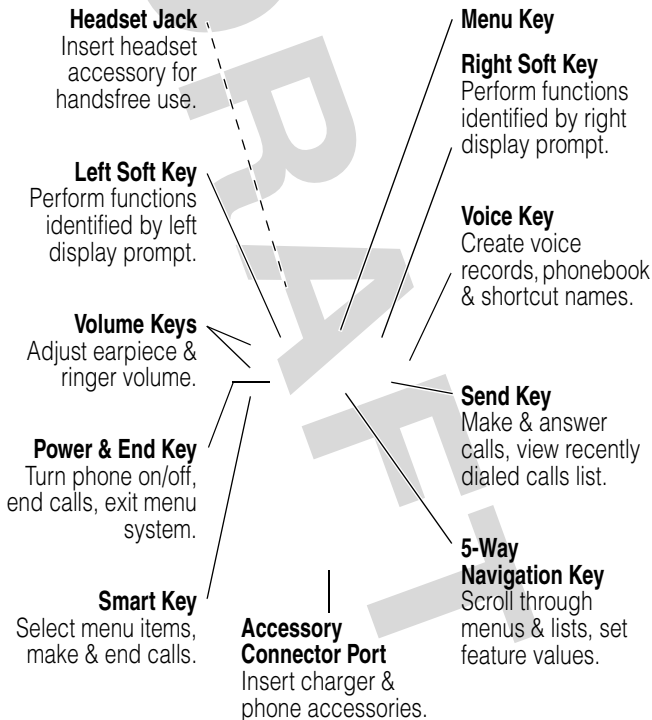 Headset Jack
Insert headset
accessory for
handsfree use.
Left Soft Key
Perform functions
identified by left
display prompt.
Volume Keys
Adjust earpiece &
ringer volume.
Power & End Key
Turn phone on/off,
end calls, exit menu
system.
Smart Key
Select menu items,
make & end calls.
Accessory
Connector Port
Insert charger &
phone accessories.
Menu Key
Right Soft Key
Perform functions
identified by right
display prompt.
Voice Key
Create voice
records, phonebook
& shortcut names.
Send Key
Make & answer
calls, view recently
dialed calls list.
5-Way
Navigation Key
Scroll through
menus & lists, set
feature values.
RAFT